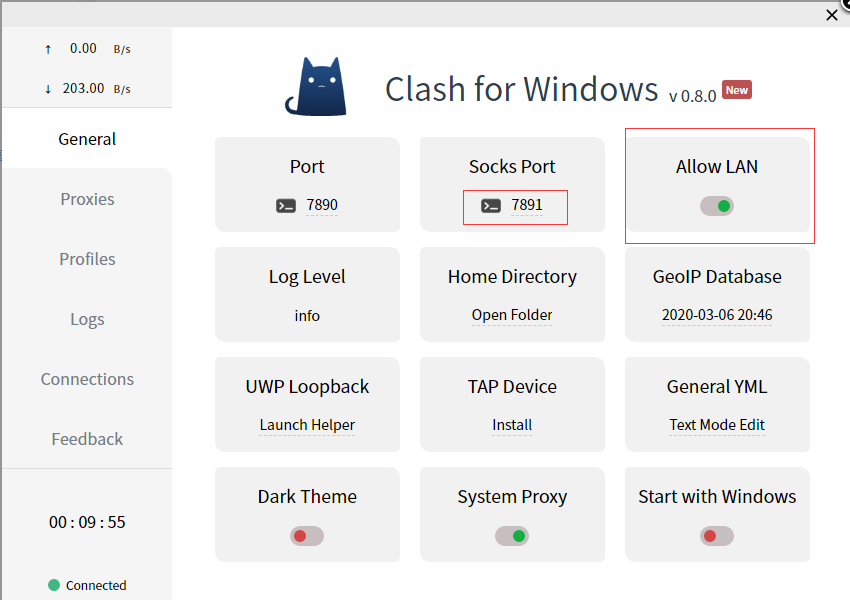 ↑ 0.00 B/s
↓ 203.00 B/s
General
Proxies
Profiles
Logs
Connections
Feedback
00 : 09 : 55
Connected
Clash for Windows v 0.8.0 New
Port
7890
Socks Port
7891
Allow LAN
Log Level
info
Home Directory
Open Folder
GeoIP Database
2020-03-06 20:46
UWP Loopback
Launch Helper
TAP Device
Install
General YML
Text Mode Edit
Dark Theme
System Proxy
Start with Windows